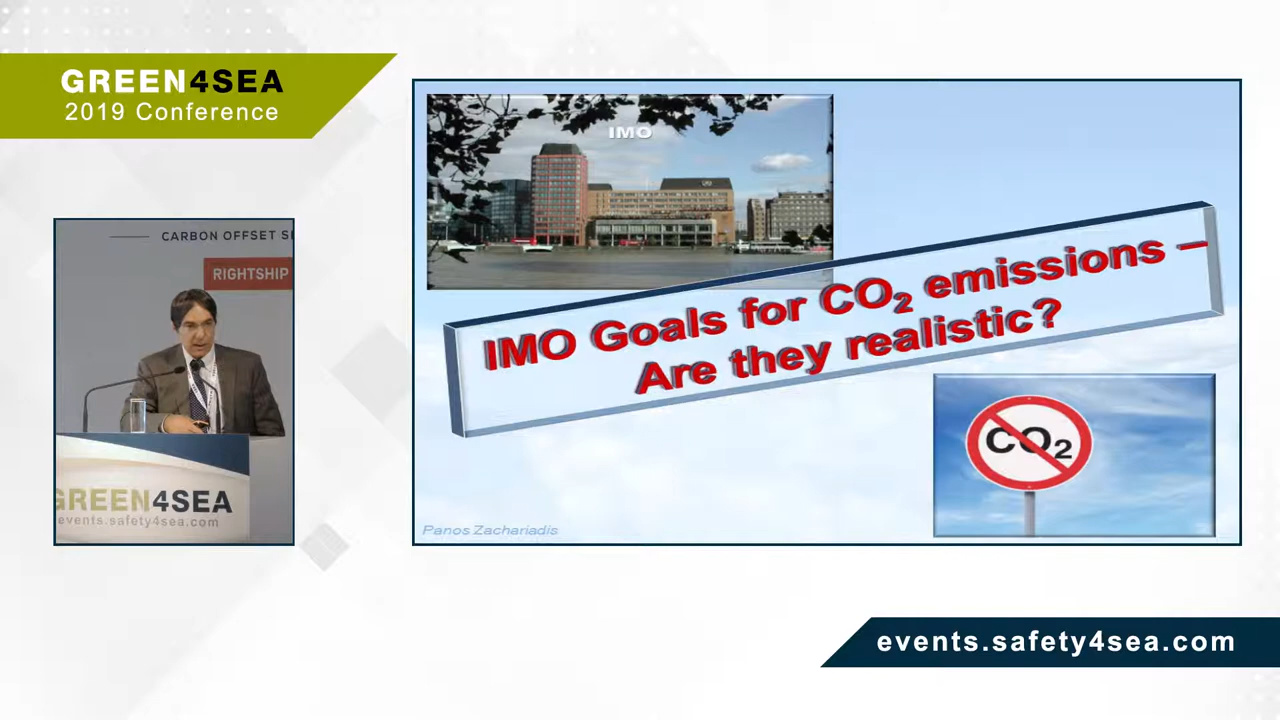 GREEN4SEA
2019 Conference
CARBON OFFSET
RIGHTSHIP
GREEN4SEA
events.safety4sea.com
IMO
IMO Goals for CO₂ emissions –
Are they realistic?
CO₂
Panos Zachariadis
events.safety4sea.com